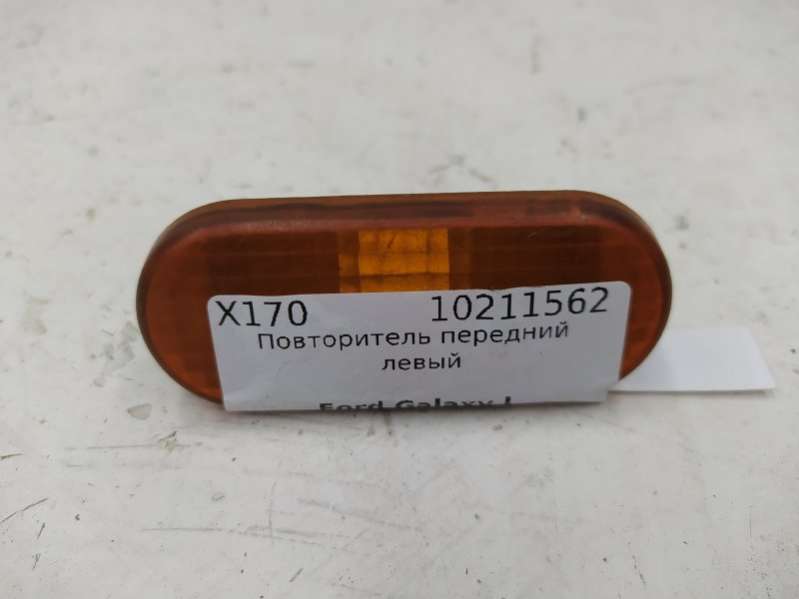 X170 10211562
Повторитель передний
левый
Ford Galaxy I